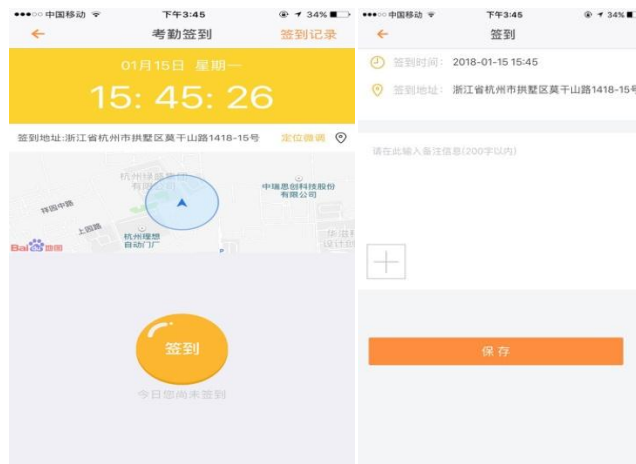 中国移动
下午3:45
34%
考勤签到
签到记录
01月15日 星期一
15: 45: 26
签到地址:浙江省杭州市拱墅区莫干山路1418-15号
定位微调
杭州绿盛集团
有限公司
中瑞思创科技股份
有限公司
祥园中路
上园路
杭州理想
自动门厂
P
Bai 地图
签到
今日您尚未签到
中国移动
下午3:45
34%
签到
签到时间: 2018-01-15 15:45
签到地址: 浙江省杭州市拱墅区莫干山路1418-15号
请在此输入备注信息(200字以内)
保存